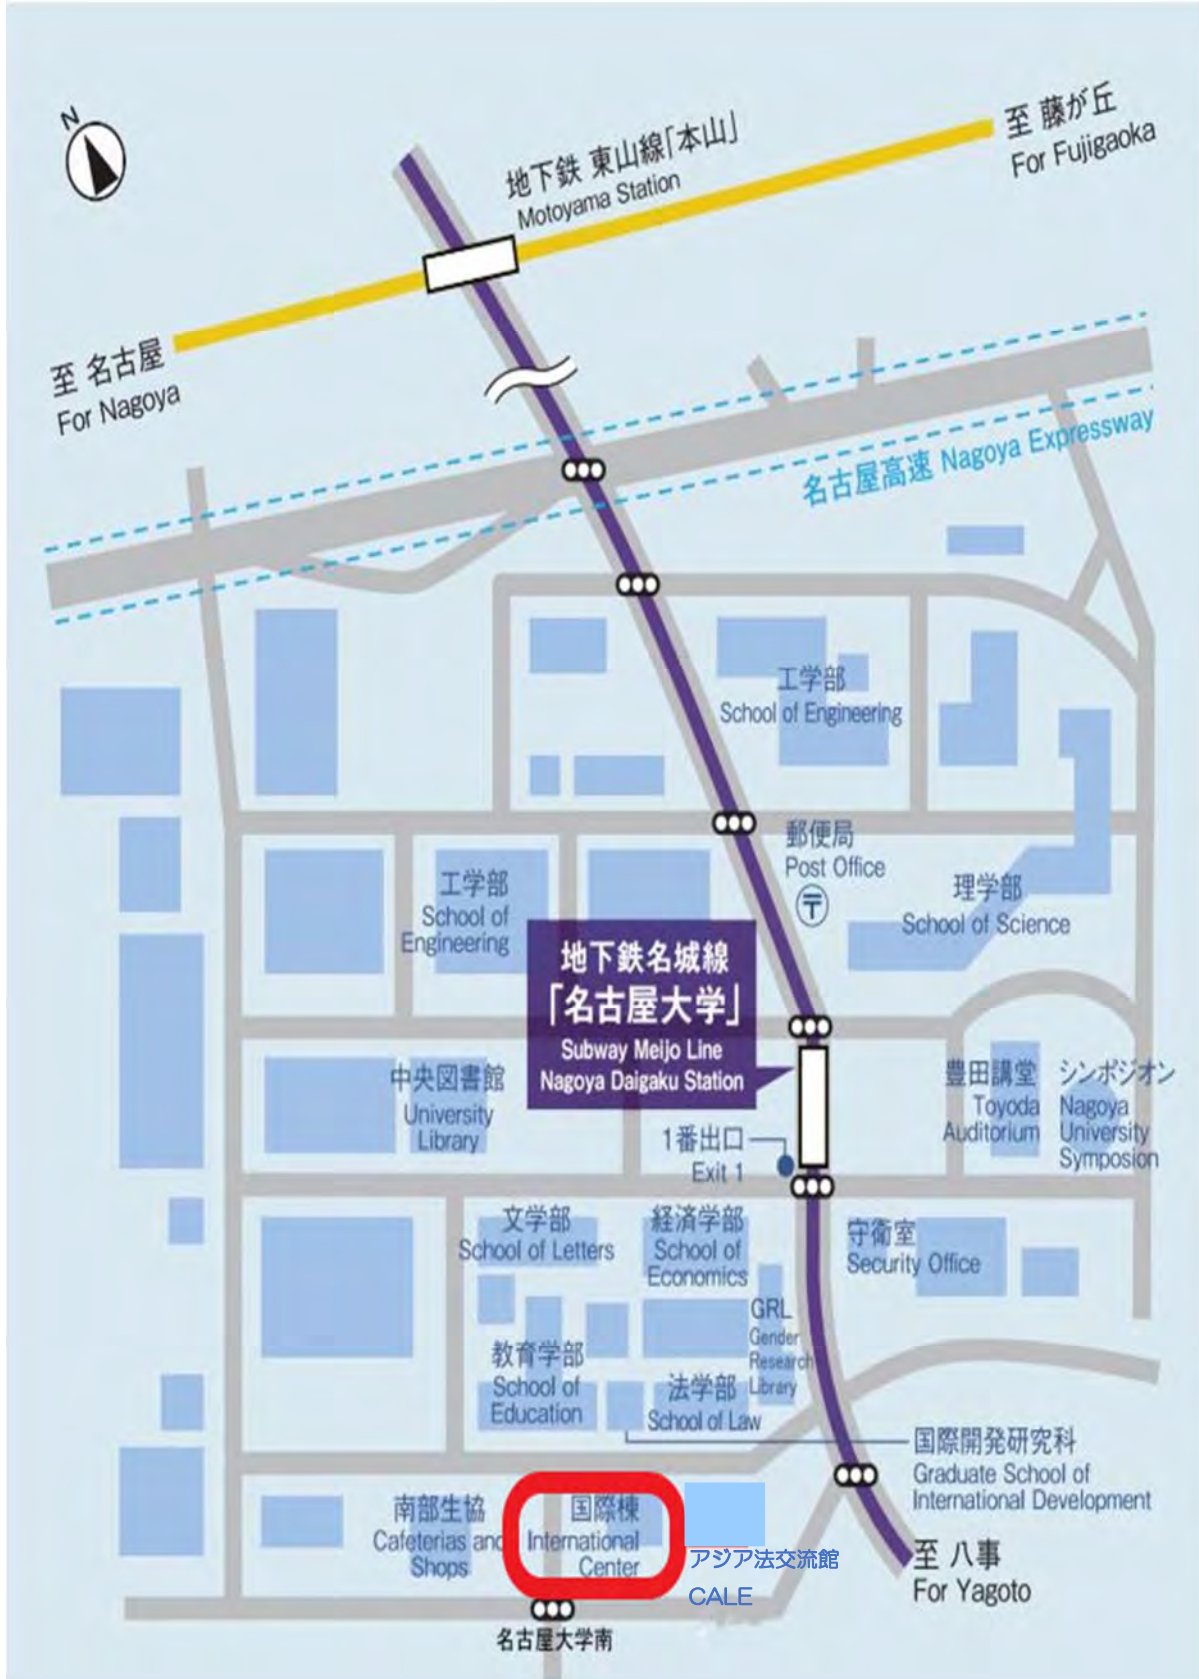 N
至 藤が丘
For Fujigaoka
地下鉄 東山線「本山」
Motoyama Station
至 名古屋
For Nagoya
名古屋高速 Nagoya Expressway
工学部
School of Engineering
郵便局
Post Office
〒
工学部
School of
Engineering
理学部
School of Science
地下鉄名城線
「名古屋大学」
Subway Meijo Line
Nagoya Daigaku Station
中央図書館
University
Library
豊田講堂
Toyoda
Auditorium
シンポジオン
Nagoya
University
Symposion
1番出口
Exit 1
文学部
School of Letters
経済学部
School of
Economics
守衛室
Security Office
GRL
Gender
Research
Library
教育学部
School of
Education
法学部
School of Law
国際開発研究科
Graduate School of
International Development
南部生協
Cafeterias and
Shops
国際棟
International
Center
アジア法交流館
CALE
至 八事
For Yagoto
名古屋大学南